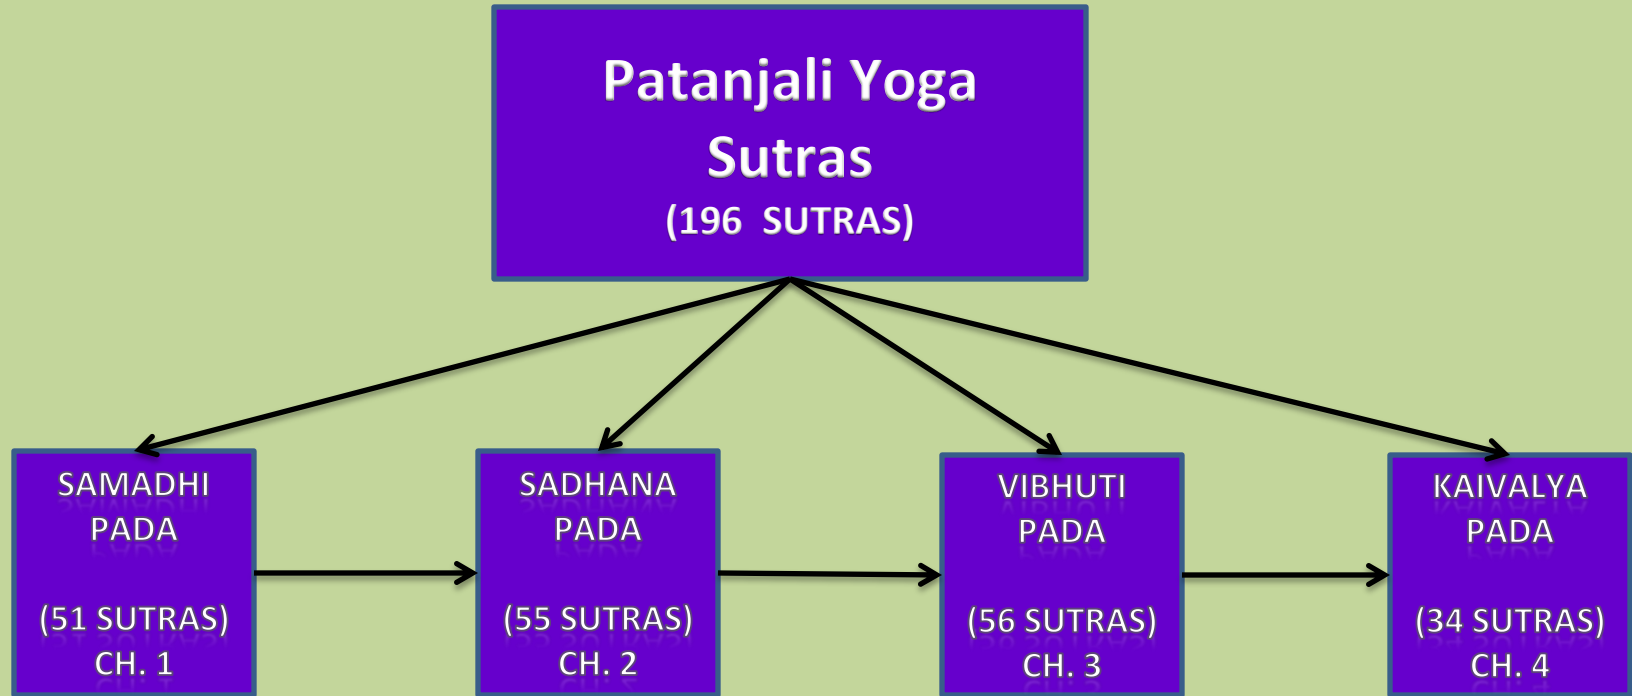 Patanjali Yoga
Sutras
(196 SUTRAS)
SAMADHI
PADA
(51 SUTRAS)
CH. 1
SADHANA
PADA
(55 SUTRAS)
CH. 2
VIBHUTI
PADA
(56 SUTRAS)
CH. 3
KAIVALYA
PADA
(34 SUTRAS)
CH. 4